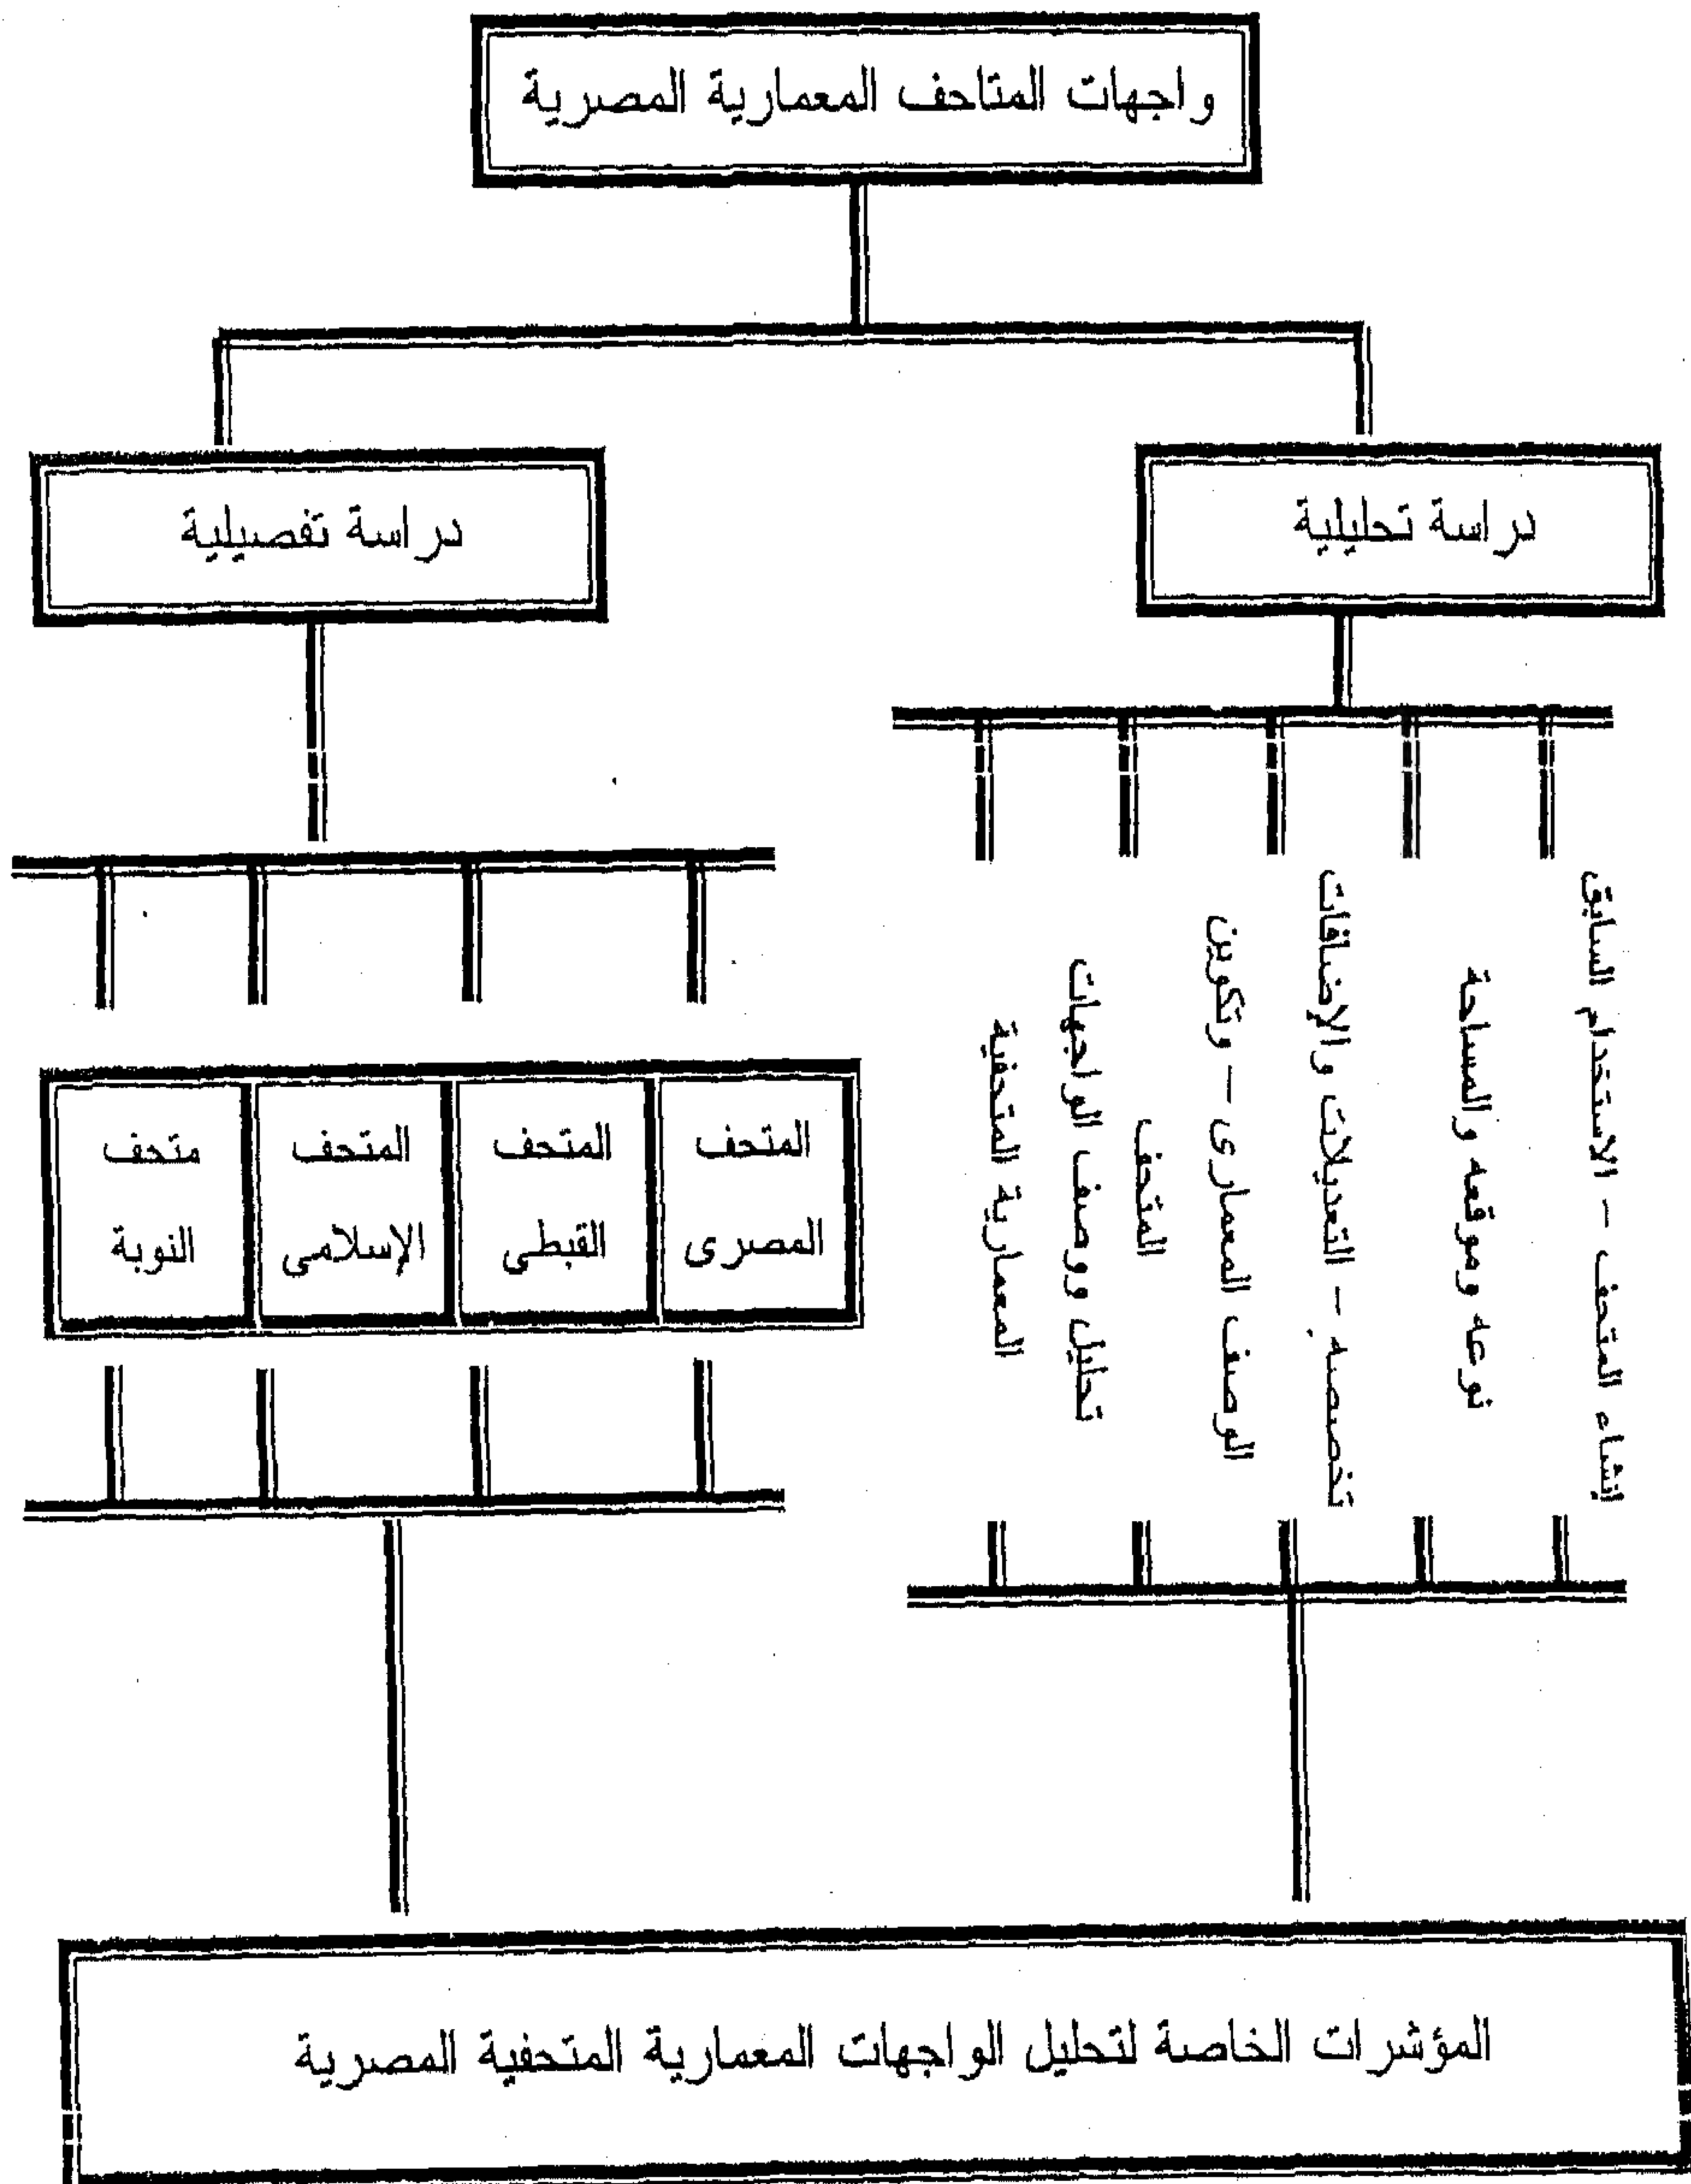 واجهات المتاحف المعمارية المصرية
دراسة تحليلية
دراسة تفصيلية
إنشاء المتحف - الاستخدام السابق
نوعه وموقعه والمساحة
تخصصه - التعديلات والإضافات
الوصف المعمارى - وتكوين
المتحف
تحليل ووصف الواجهات
المعمارية المتحفية
المتحف
المصرى
المتحف
القبطى
المتحف
الإسلامى
متحف
النوبة
المؤشرات الخاصة لتحليل الواجهات المعمارية المتحفية المصرية